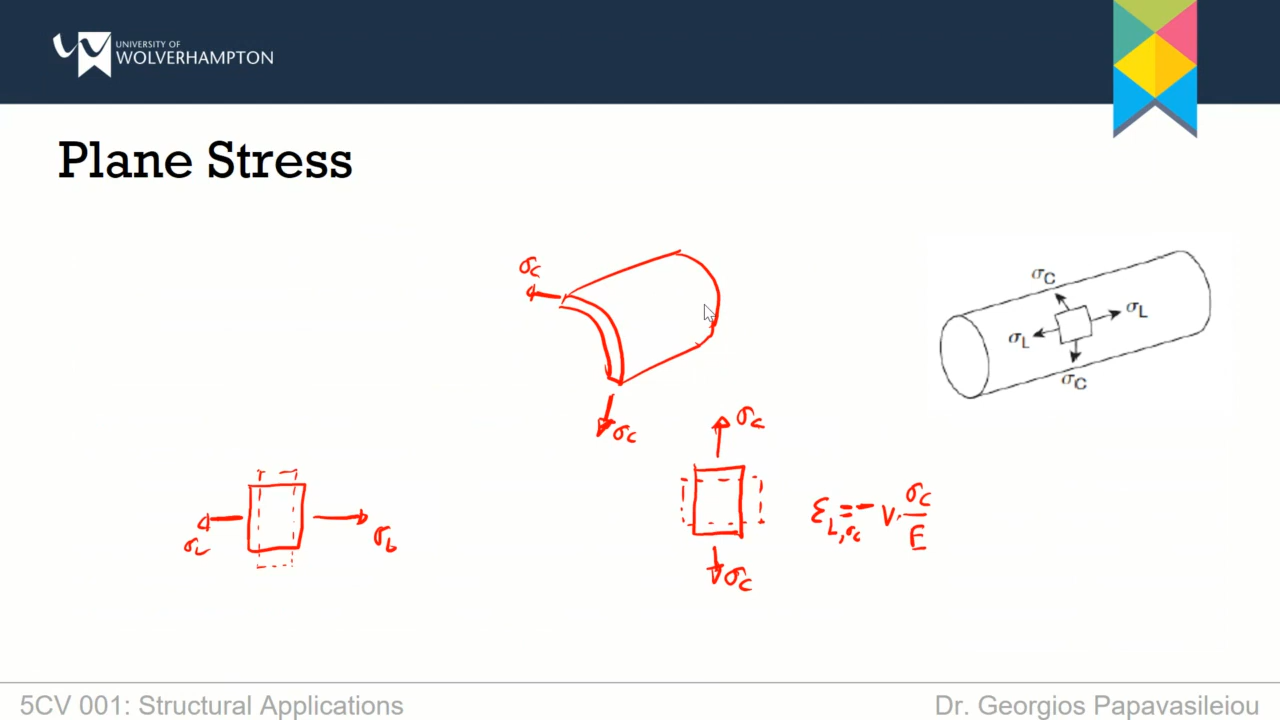 UNIVERSITY OF
WOLVERHAMPTON
Plane Stress
σc
σc
σC
σL
σL
σC
σL
σL
σc
σc
εL,σc = -ν · σc/E
5CV 001: Structural Applications
Dr. Georgios Papavasileiou